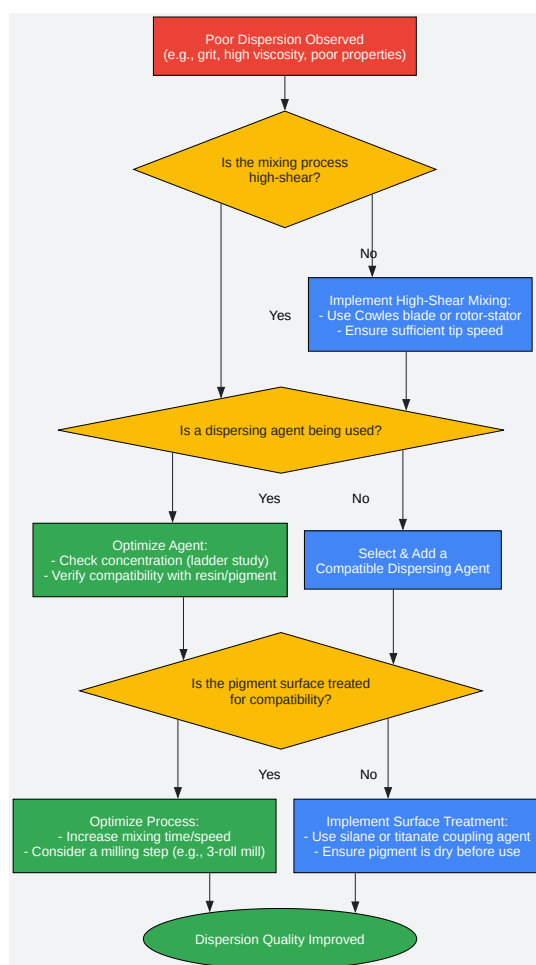 Poor Dispersion Observed
(e.g., grit, high viscosity, poor properties)
Is the mixing process
high-shear?
No
Implement High-Shear Mixing:
- Use Cowles blade or rotor-stator
- Ensure sufficient tip speed
Yes
Is a dispersing agent being used?
Yes
No
Optimize Agent:
- Check concentration (ladder study)
- Verify compatibility with resin/pigment
Select & Add a
Compatible Dispersing Agent
Is the pigment surface treated
for compatibility?
Yes
No
Optimize Process:
- Increase mixing time/speed
- Consider a milling step (e.g., 3-roll mill)
Implement Surface Treatment:
- Use silane or titanate coupling agent
- Ensure pigment is dry before use
Dispersion Quality Improved